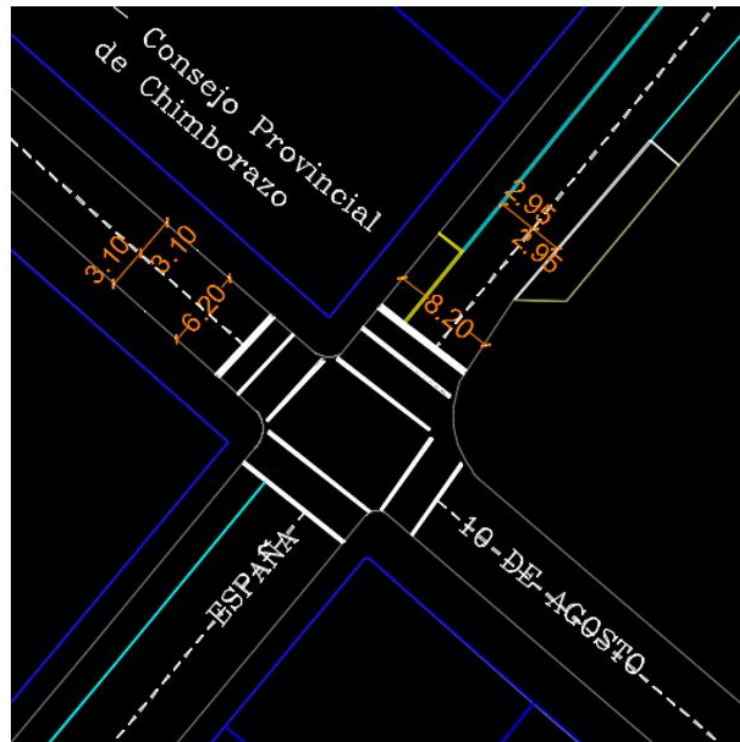 Consejo Provincial
de Chimborazo
2.95
2.95
3.10
3.10
6.20
8.20
ESPAÑA
10 DE AGOSTO